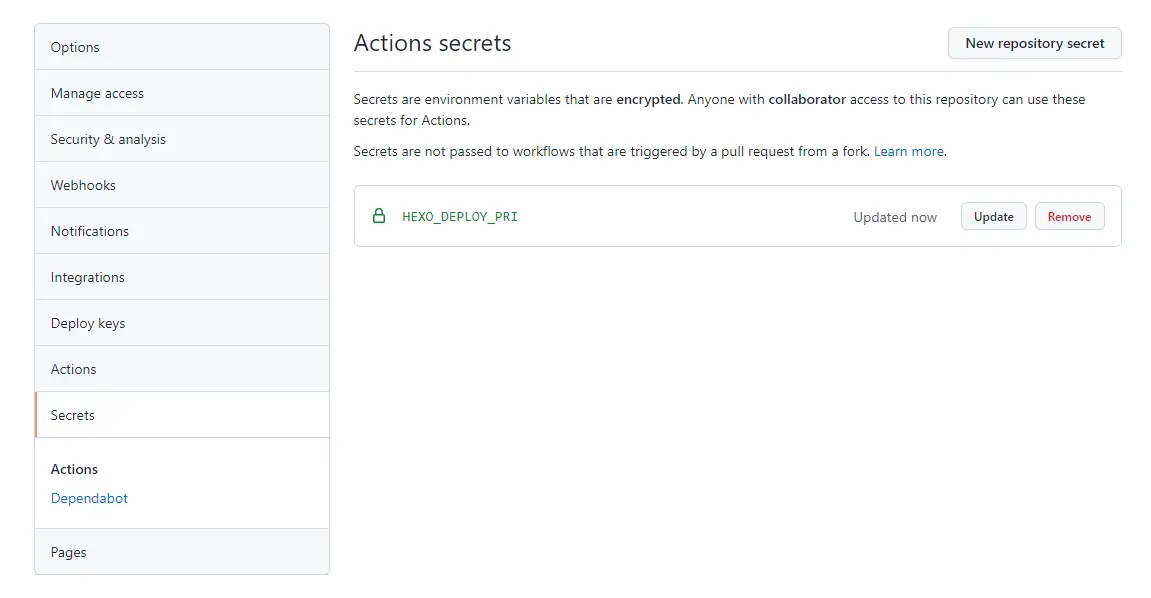 Options
Manage access
Security & analysis
Webhooks
Notifications
Integrations
Deploy keys
Actions
Secrets
Actions
Dependabot
Pages
Actions secrets
New repository secret
Secrets are environment variables that are encrypted. Anyone with collaborator access to this repository can use these
secrets for Actions.
Secrets are not passed to workflows that are triggered by a pull request from a fork. Learn more.
HEXO_DEPLOY_PRI Updated now Update Remove